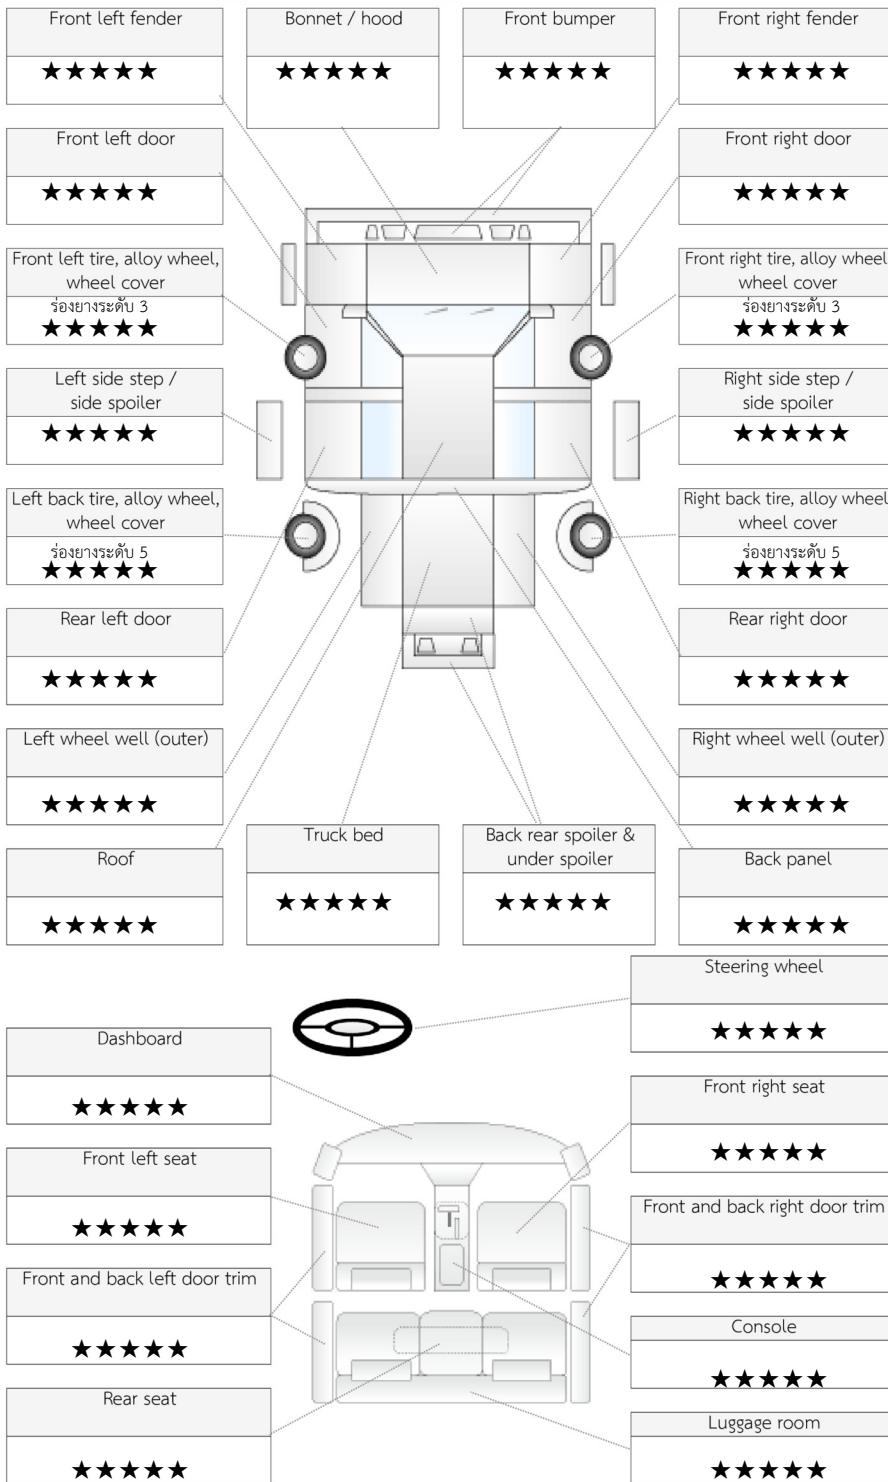 Front left fender
★★★★★
Bonnet / hood
★★★★★
Front bumper
★★★★★
Front right fender
★★★★★
Front left door
★★★★★
Front right door
★★★★★
Front left tire, alloy wheel,
wheel cover
ร่องยางระดับ 3
★★★★★
Front right tire, alloy wheel
wheel cover
ร่องยางระดับ 3
★★★★★
Left side step /
side spoiler
★★★★★
Right side step /
side spoiler
★★★★★
Left back tire, alloy wheel,
wheel cover
ร่องยางระดับ 5
★★★★★
Right back tire, alloy wheel
wheel cover
ร่องยางระดับ 5
★★★★★
Rear left door
★★★★★
Rear right door
★★★★★
Left wheel well (outer)
★★★★★
Right wheel well (outer)
★★★★★
Roof
★★★★★
Truck bed
★★★★★
Back rear spoiler &
under spoiler
★★★★★
Back panel
★★★★★
Steering wheel
★★★★★
Dashboard
★★★★★
Front right seat
★★★★★
Front left seat
★★★★★
Front and back right door trim
★★★★★
Front and back left door trim
★★★★★
Console
★★★★★
Rear seat
★★★★★
Luggage room
★★★★★